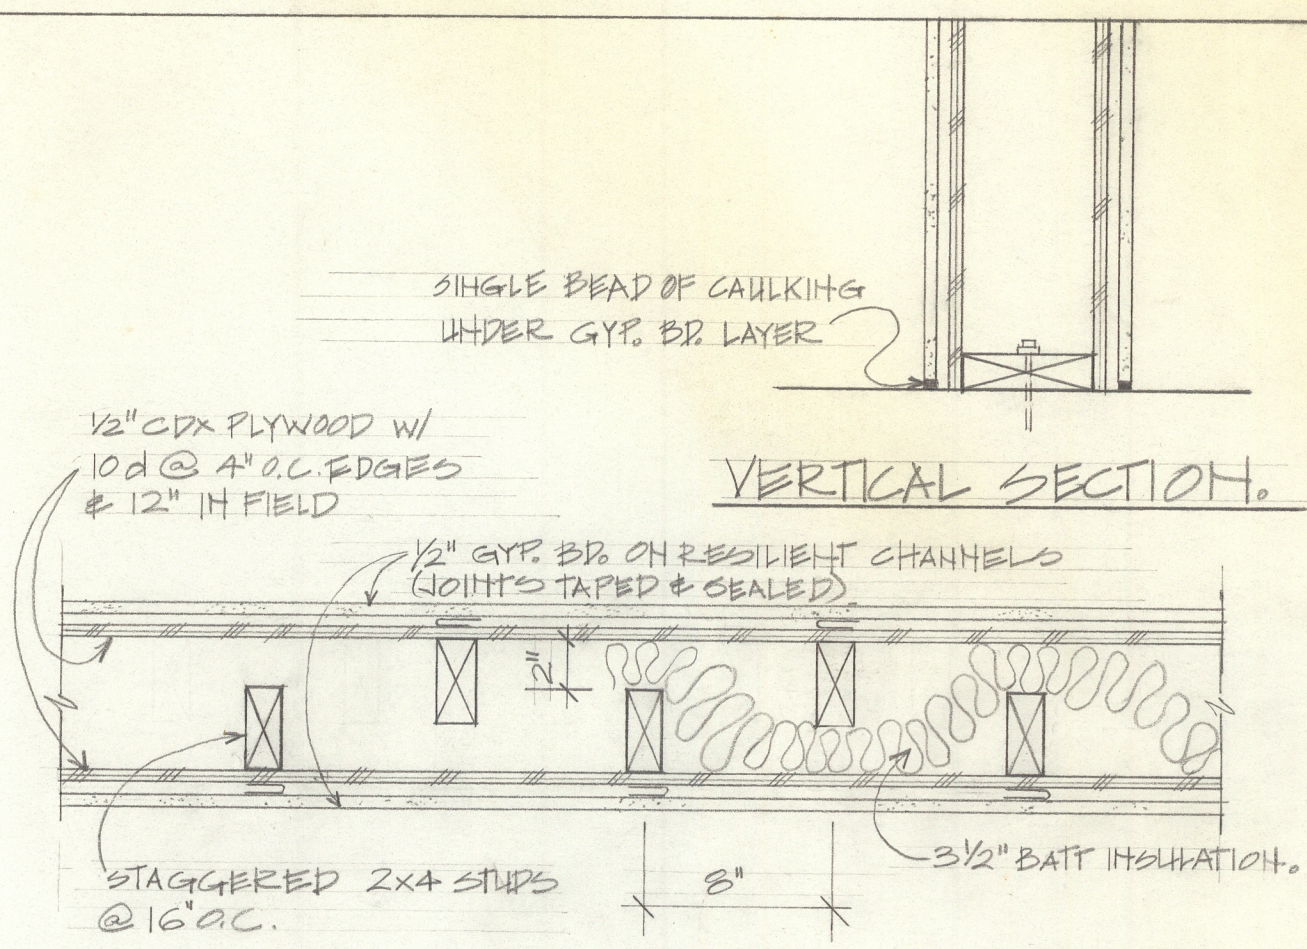 SINGLE BEAD OF CAULKING
UNDER GYP. BD. LAYER
1/2" CDX PLYWOOD W/
10d @ 4" O.C. EDGES
& 12" IN FIELD
VERTICAL SECTION.
1/2" GYP. BD. ON RESILIENT CHANNELS
(JOINTS TAPED & SEALED)
2"
STAGGERED 2x4 STUDS
@ 16" O.C.
8"
3 1/2" BATT INSULATION.